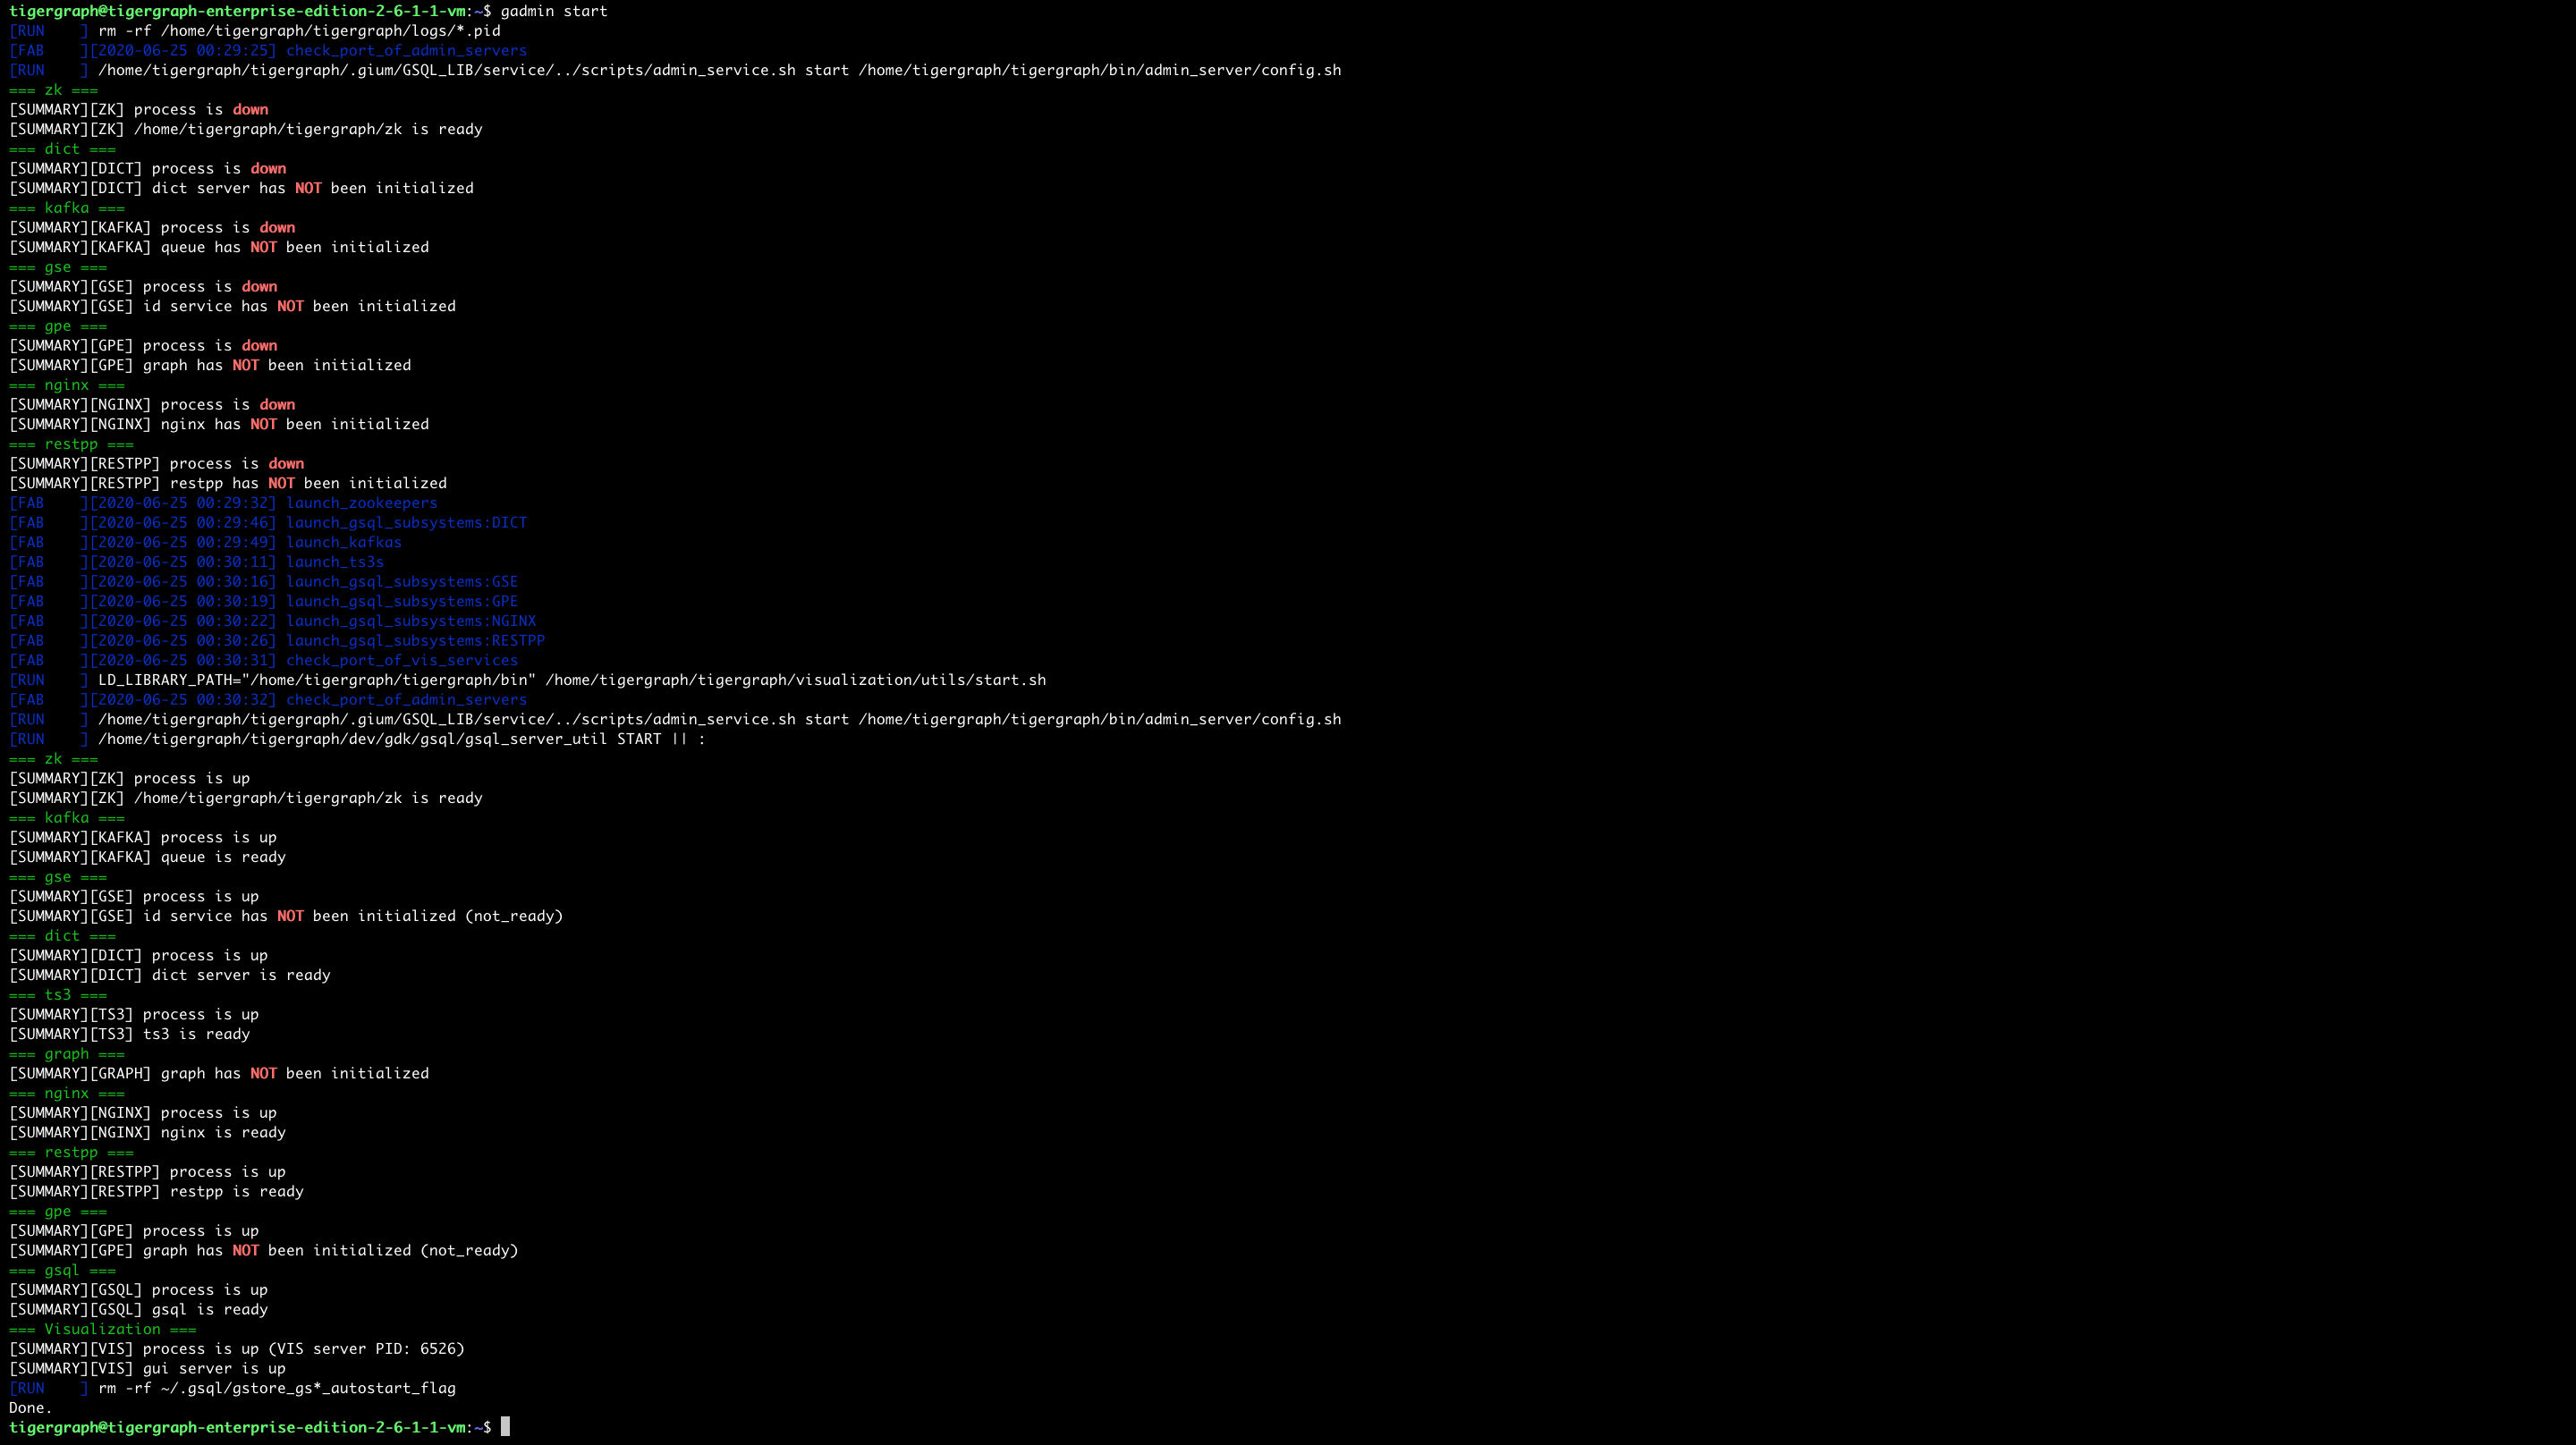 tigergraph@tigergraph-enterprise-edition-2-6-1-1-vm:~$ gadmin start
[RUN    ] rm -rf /home/tigergraph/tigergraph/logs/*.pid
[FAB    ][2020-06-25 00:29:25] check_port_of_admin_servers
[RUN    ] /home/tigergraph/tigergraph/.gium/GSQL_LIB/service/../scripts/admin_service.sh start /home/tigergraph/tigergraph/bin/admin_server/config.sh
=== zk ===
[SUMMARY][ZK] process is down
[SUMMARY][ZK] /home/tigergraph/tigergraph/zk is ready
=== dict ===
[SUMMARY][DICT] process is down
[SUMMARY][DICT] dict server has NOT been initialized
=== kafka ===
[SUMMARY][KAFKA] process is down
[SUMMARY][KAFKA] queue has NOT been initialized
=== gse ===
[SUMMARY][GSE] process is down
[SUMMARY][GSE] id service has NOT been initialized
=== gpe ===
[SUMMARY][GPE] process is down
[SUMMARY][GPE] graph has NOT been initialized
=== nginx ===
[SUMMARY][NGINX] process is down
[SUMMARY][NGINX] nginx has NOT been initialized
=== restpp ===
[SUMMARY][RESTPP] process is down
[SUMMARY][RESTPP] restpp has NOT been initialized
[FAB    ][2020-06-25 00:29:32] launch_zookeepers
[FAB    ][2020-06-25 00:29:46] launch_gsql_subsystems:DICT
[FAB    ][2020-06-25 00:29:49] launch_kafkas
[FAB    ][2020-06-25 00:30:11] launch_ts3s
[FAB    ][2020-06-25 00:30:16] launch_gsql_subsystems:GSE
[FAB    ][2020-06-25 00:30:19] launch_gsql_subsystems:GPE
[FAB    ][2020-06-25 00:30:22] launch_gsql_subsystems:NGINX
[FAB    ][2020-06-25 00:30:26] launch_gsql_subsystems:RESTPP
[FAB    ][2020-06-25 00:30:31] check_port_of_vis_services
[RUN    ] LD_LIBRARY_PATH="/home/tigergraph/tigergraph/bin" /home/tigergraph/tigergraph/visualization/utils/start.sh
[FAB    ][2020-06-25 00:30:32] check_port_of_admin_servers
[RUN    ] /home/tigergraph/tigergraph/.gium/GSQL_LIB/service/../scripts/admin_service.sh start /home/tigergraph/tigergraph/bin/admin_server/config.sh
[RUN    ] /home/tigergraph/tigergraph/dev/gdk/gsql/gsql_server_util START || :
=== zk ===
[SUMMARY][ZK] process is up
[SUMMARY][ZK] /home/tigergraph/tigergraph/zk is ready
=== kafka ===
[SUMMARY][KAFKA] process is up
[SUMMARY][KAFKA] queue is ready
=== gse ===
[SUMMARY][GSE] process is up
[SUMMARY][GSE] id service has NOT been initialized (not_ready)
=== dict ===
[SUMMARY][DICT] process is up
[SUMMARY][DICT] dict server is ready
=== ts3 ===
[SUMMARY][TS3] process is up
[SUMMARY][TS3] ts3 is ready
=== graph ===
[SUMMARY][GRAPH] graph has NOT been initialized
=== nginx ===
[SUMMARY][NGINX] process is up
[SUMMARY][NGINX] nginx is ready
=== restpp ===
[SUMMARY][RESTPP] process is up
[SUMMARY][RESTPP] restpp is ready
=== gpe ===
[SUMMARY][GPE] process is up
[SUMMARY][GPE] graph has NOT been initialized (not_ready)
=== gsql ===
[SUMMARY][GSQL] process is up
[SUMMARY][GSQL] gsql is ready
=== Visualization ===
[SUMMARY][VIS] process is up (VIS server PID: 6526)
[SUMMARY][VIS] gui server is up
[RUN    ] rm -rf ~/.gsql/gstore_gs*_autostart_flag
Done.
tigergraph@tigergraph-enterprise-edition-2-6-1-1-vm:~$